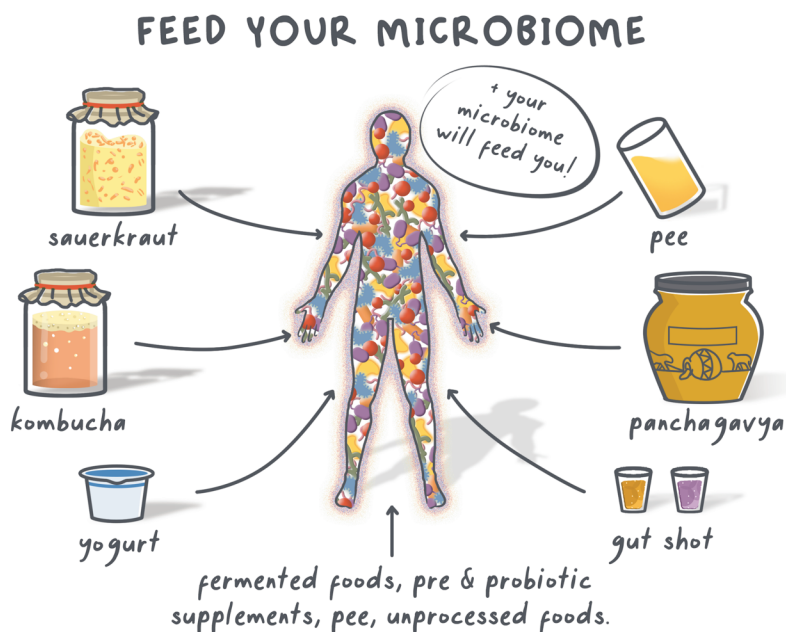 FEED YOUR MICROBIOME
+ your
microbiome
will feed you!
sauerkraut
pee
kombucha
panchagavya
yogurt
gut shot
fermented foods, pre & probiotic
supplements, pee, unprocessed foods.